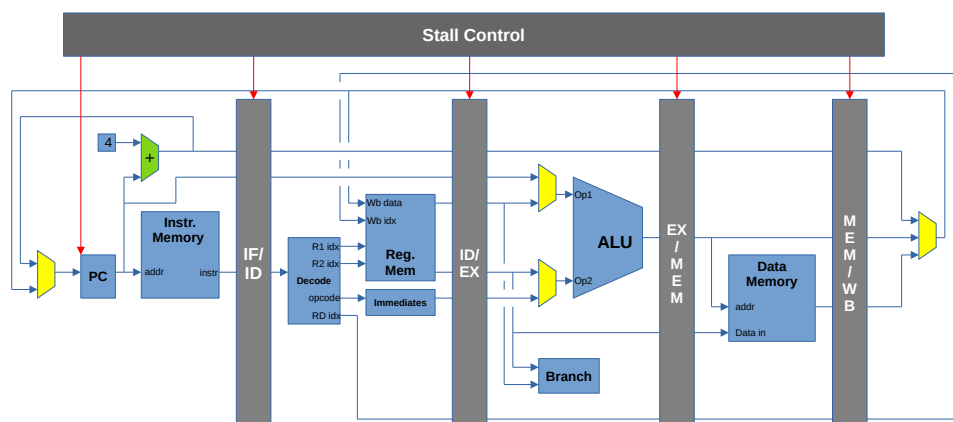 Stall Control
4
+
PC
Instr.
Memory
addr
instr
IF/
ID
R1 idx
R2 idx
Decode
opcode
RD idx
Wb data
Wb idx
Reg.
Mem
Immediates
ID/
EX
Op1
ALU
Op2
Branch
EX
/
M
E
M
Data
Memory
addr
Data in
M
E
M
/
W
B